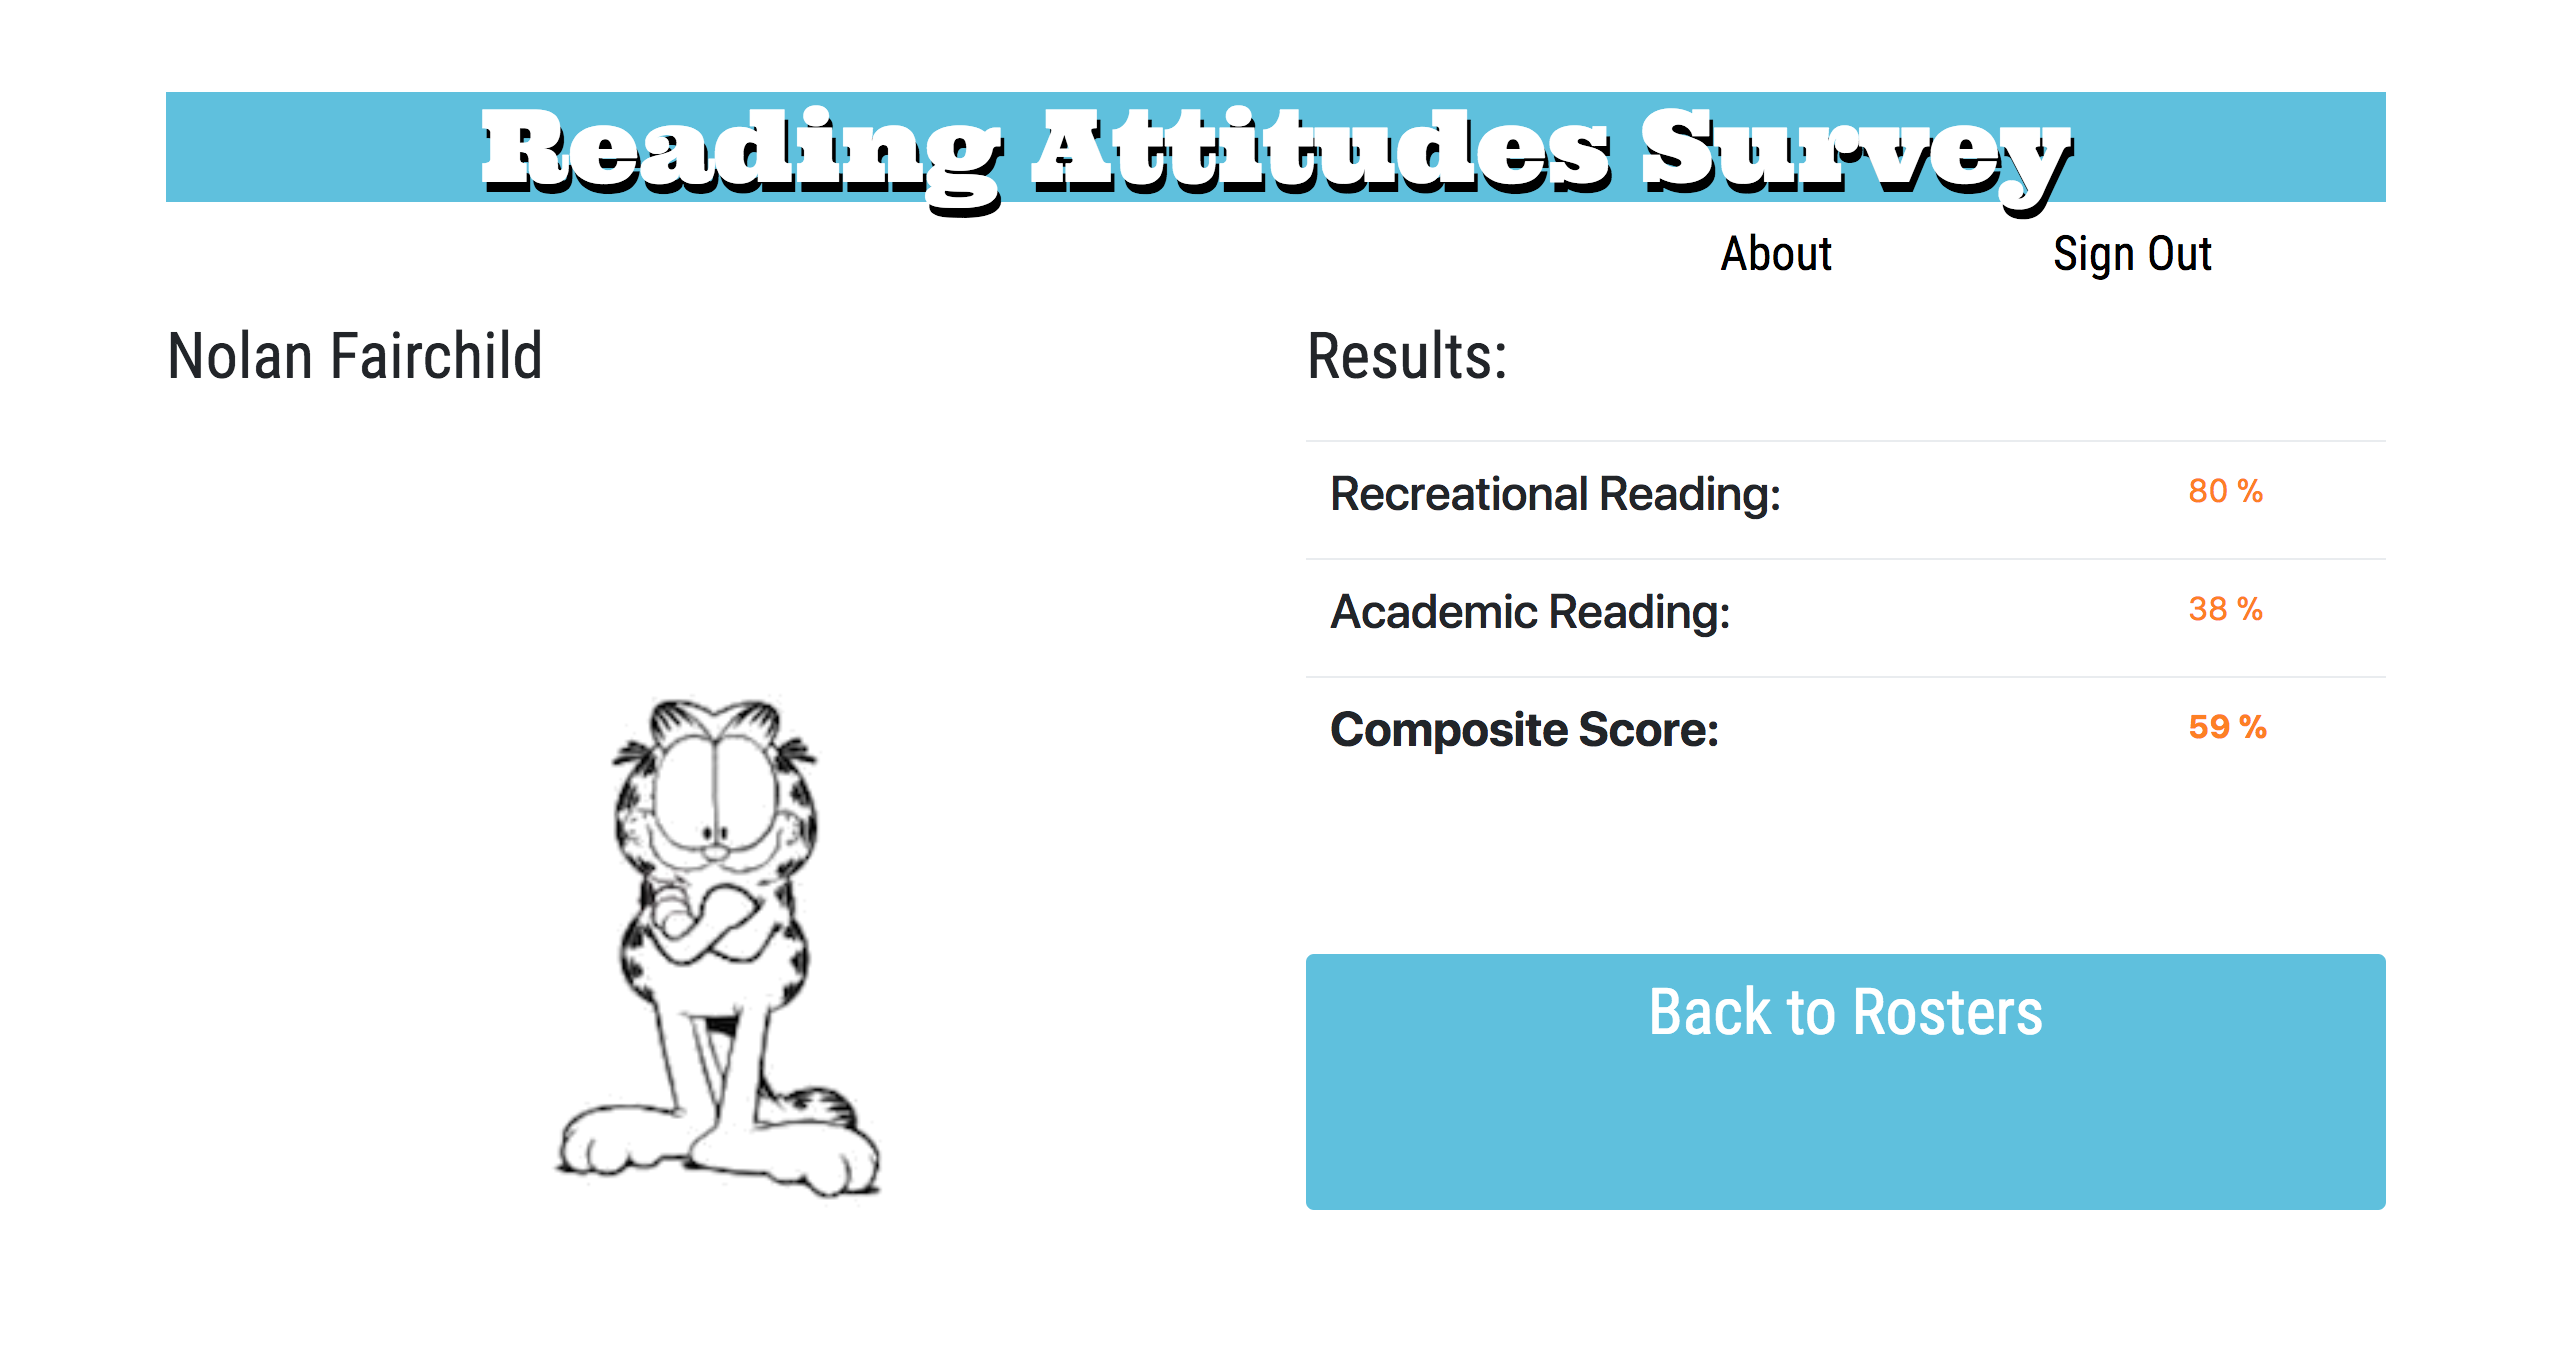 Reading Attitudes Survey
About Sign Out
Nolan Fairchild
Results:
Recreational Reading: 80 %
Academic Reading: 38 %
Composite Score: 59 %
Back to Rosters